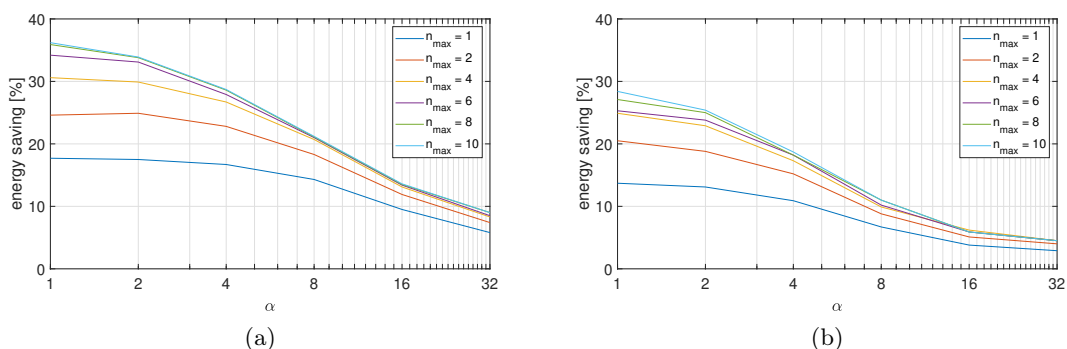 40
30
20
10
0
energy saving [%]
1 2 4 8 16 32
α
n_max = 1
n_max = 2
n_max = 4
n_max = 6
n_max = 8
n_max = 10
(a)
40
30
20
10
0
energy saving [%]
1 2 4 8 16 32
α
n_max = 1
n_max = 2
n_max = 4
n_max = 6
n_max = 8
n_max = 10
(b)